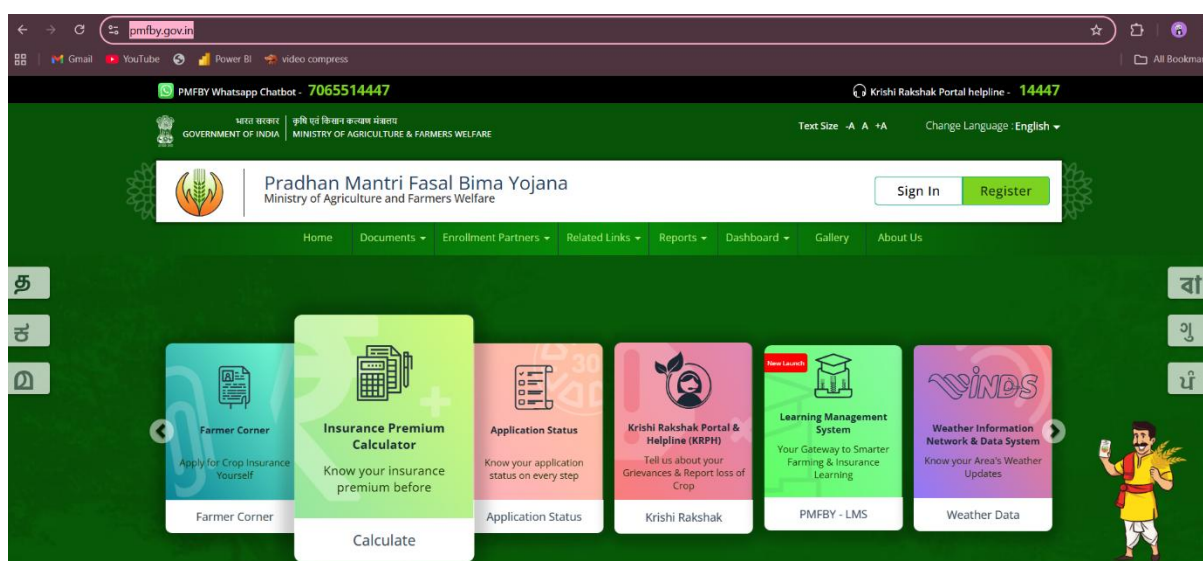 pmfby.gov.in
Gmail YouTube Power BI video compress All Bookmar
PMFBY Whatsapp Chatbot - 7065514447
Krishi Rakshak Portal helpline - 14447
भारत सरकार
GOVERNMENT OF INDIA
कृषि एवं किसान कल्याण मंत्रालय
MINISTRY OF AGRICULTURE & FARMERS WELFARE
Text Size -A A +A
Change Language : English
Pradhan Mantri Fasal Bima Yojana
Ministry of Agriculture and Farmers Welfare
Sign In Register
Home Documents Enrollment Partners Related Links Reports Dashboard Gallery About Us
த
ಕ
മ
বা
ગુ
Farmer Corner
Apply for Crop Insurance
Yourself
Farmer Corner
Insurance Premium
Calculator
Know your insurance
premium before
Calculate
30
Application Status
Know your application
status on every step
Application Status
Krishi Rakshak Portal &
Helpline (KRPH)
Tell us about your
Grievances & Report loss of
Crop
Krishi Rakshak
New Launch
Learning Management
System
Your Gateway to Smarter
Farming & Insurance
Learning
PMFBY - LMS
WINDS
Weather Information
Network & Data System
Know your Area's Weather
Updates
Weather Data